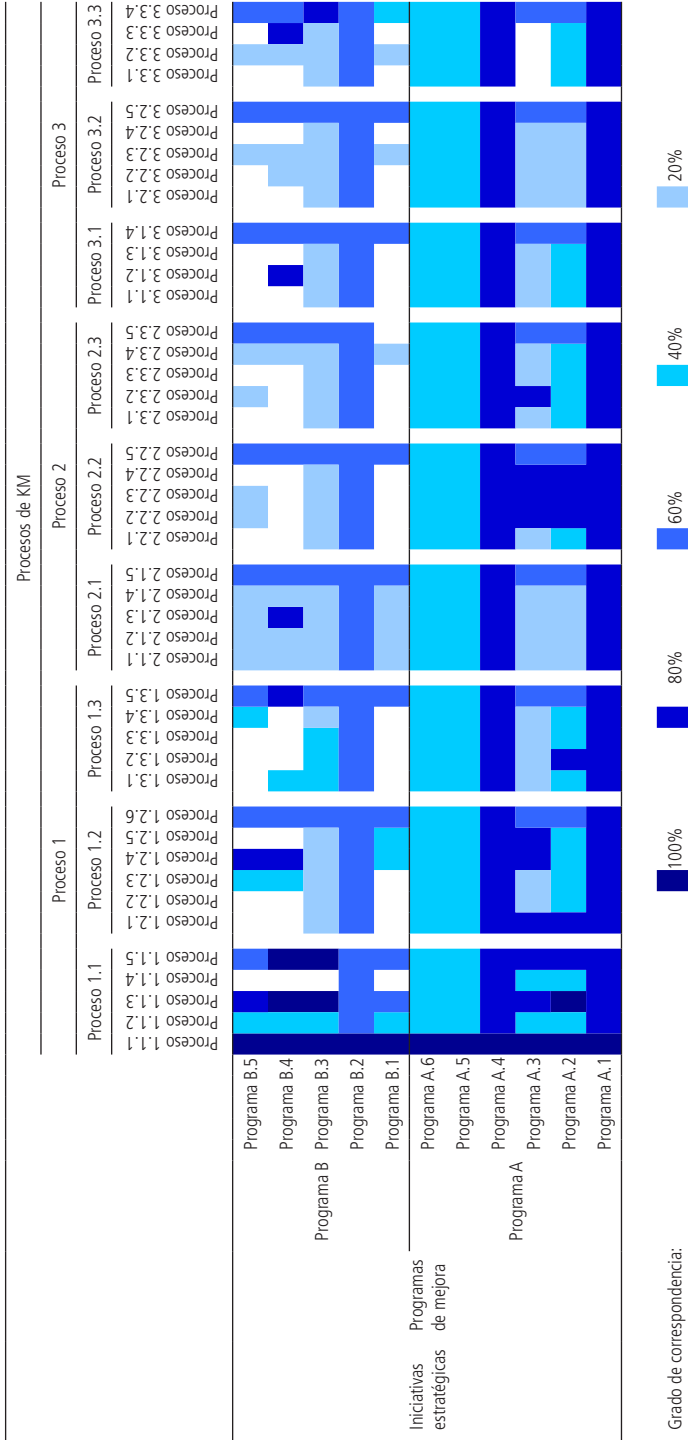 Procesos de KM
Proceso 1 Proceso 2 Proceso 3
Proceso 1.1 Proceso 1.2 Proceso 1.3 Proceso 2.1 Proceso 2.2 Proceso 2.3 Proceso 3.1 Proceso 3.2 Proceso 3.3
Proceso 1.1.1
Proceso 1.1.2
Proceso 1.1.3
Proceso 1.1.4
Proceso 1.1.5
Proceso 1.2.1
Proceso 1.2.2
Proceso 1.2.3
Proceso 1.2.4
Proceso 1.2.5
Proceso 1.2.6
Proceso 1.3.1
Proceso 1.3.2
Proceso 1.3.3
Proceso 1.3.4
Proceso 1.3.5
Proceso 2.1.1
Proceso 2.1.2
Proceso 2.1.3
Proceso 2.1.4
Proceso 2.1.5
Proceso 2.2.1
Proceso 2.2.2
Proceso 2.2.3
Proceso 2.2.4
Proceso 2.2.5
Proceso 2.3.1
Proceso 2.3.2
Proceso 2.3.3
Proceso 2.3.4
Proceso 2.3.5
Proceso 3.1.1
Proceso 3.1.2
Proceso 3.1.3
Proceso 3.1.4
Proceso 3.2.1
Proceso 3.2.2
Proceso 3.2.3
Proceso 3.2.4
Proceso 3.2.5
Proceso 3.3.1
Proceso 3.3.2
Proceso 3.3.3
Proceso 3.3.4
Iniciativas
estratégicas
Programas
de mejora
Programa B
Programa B.5
Programa B.4
Programa B.3
Programa B.2
Programa B.1
Programa A
Programa A.6
Programa A.5
Programa A.4
Programa A.3
Programa A.2
Programa A.1
Grado de correspondencia: 100% 80% 60% 40% 20%